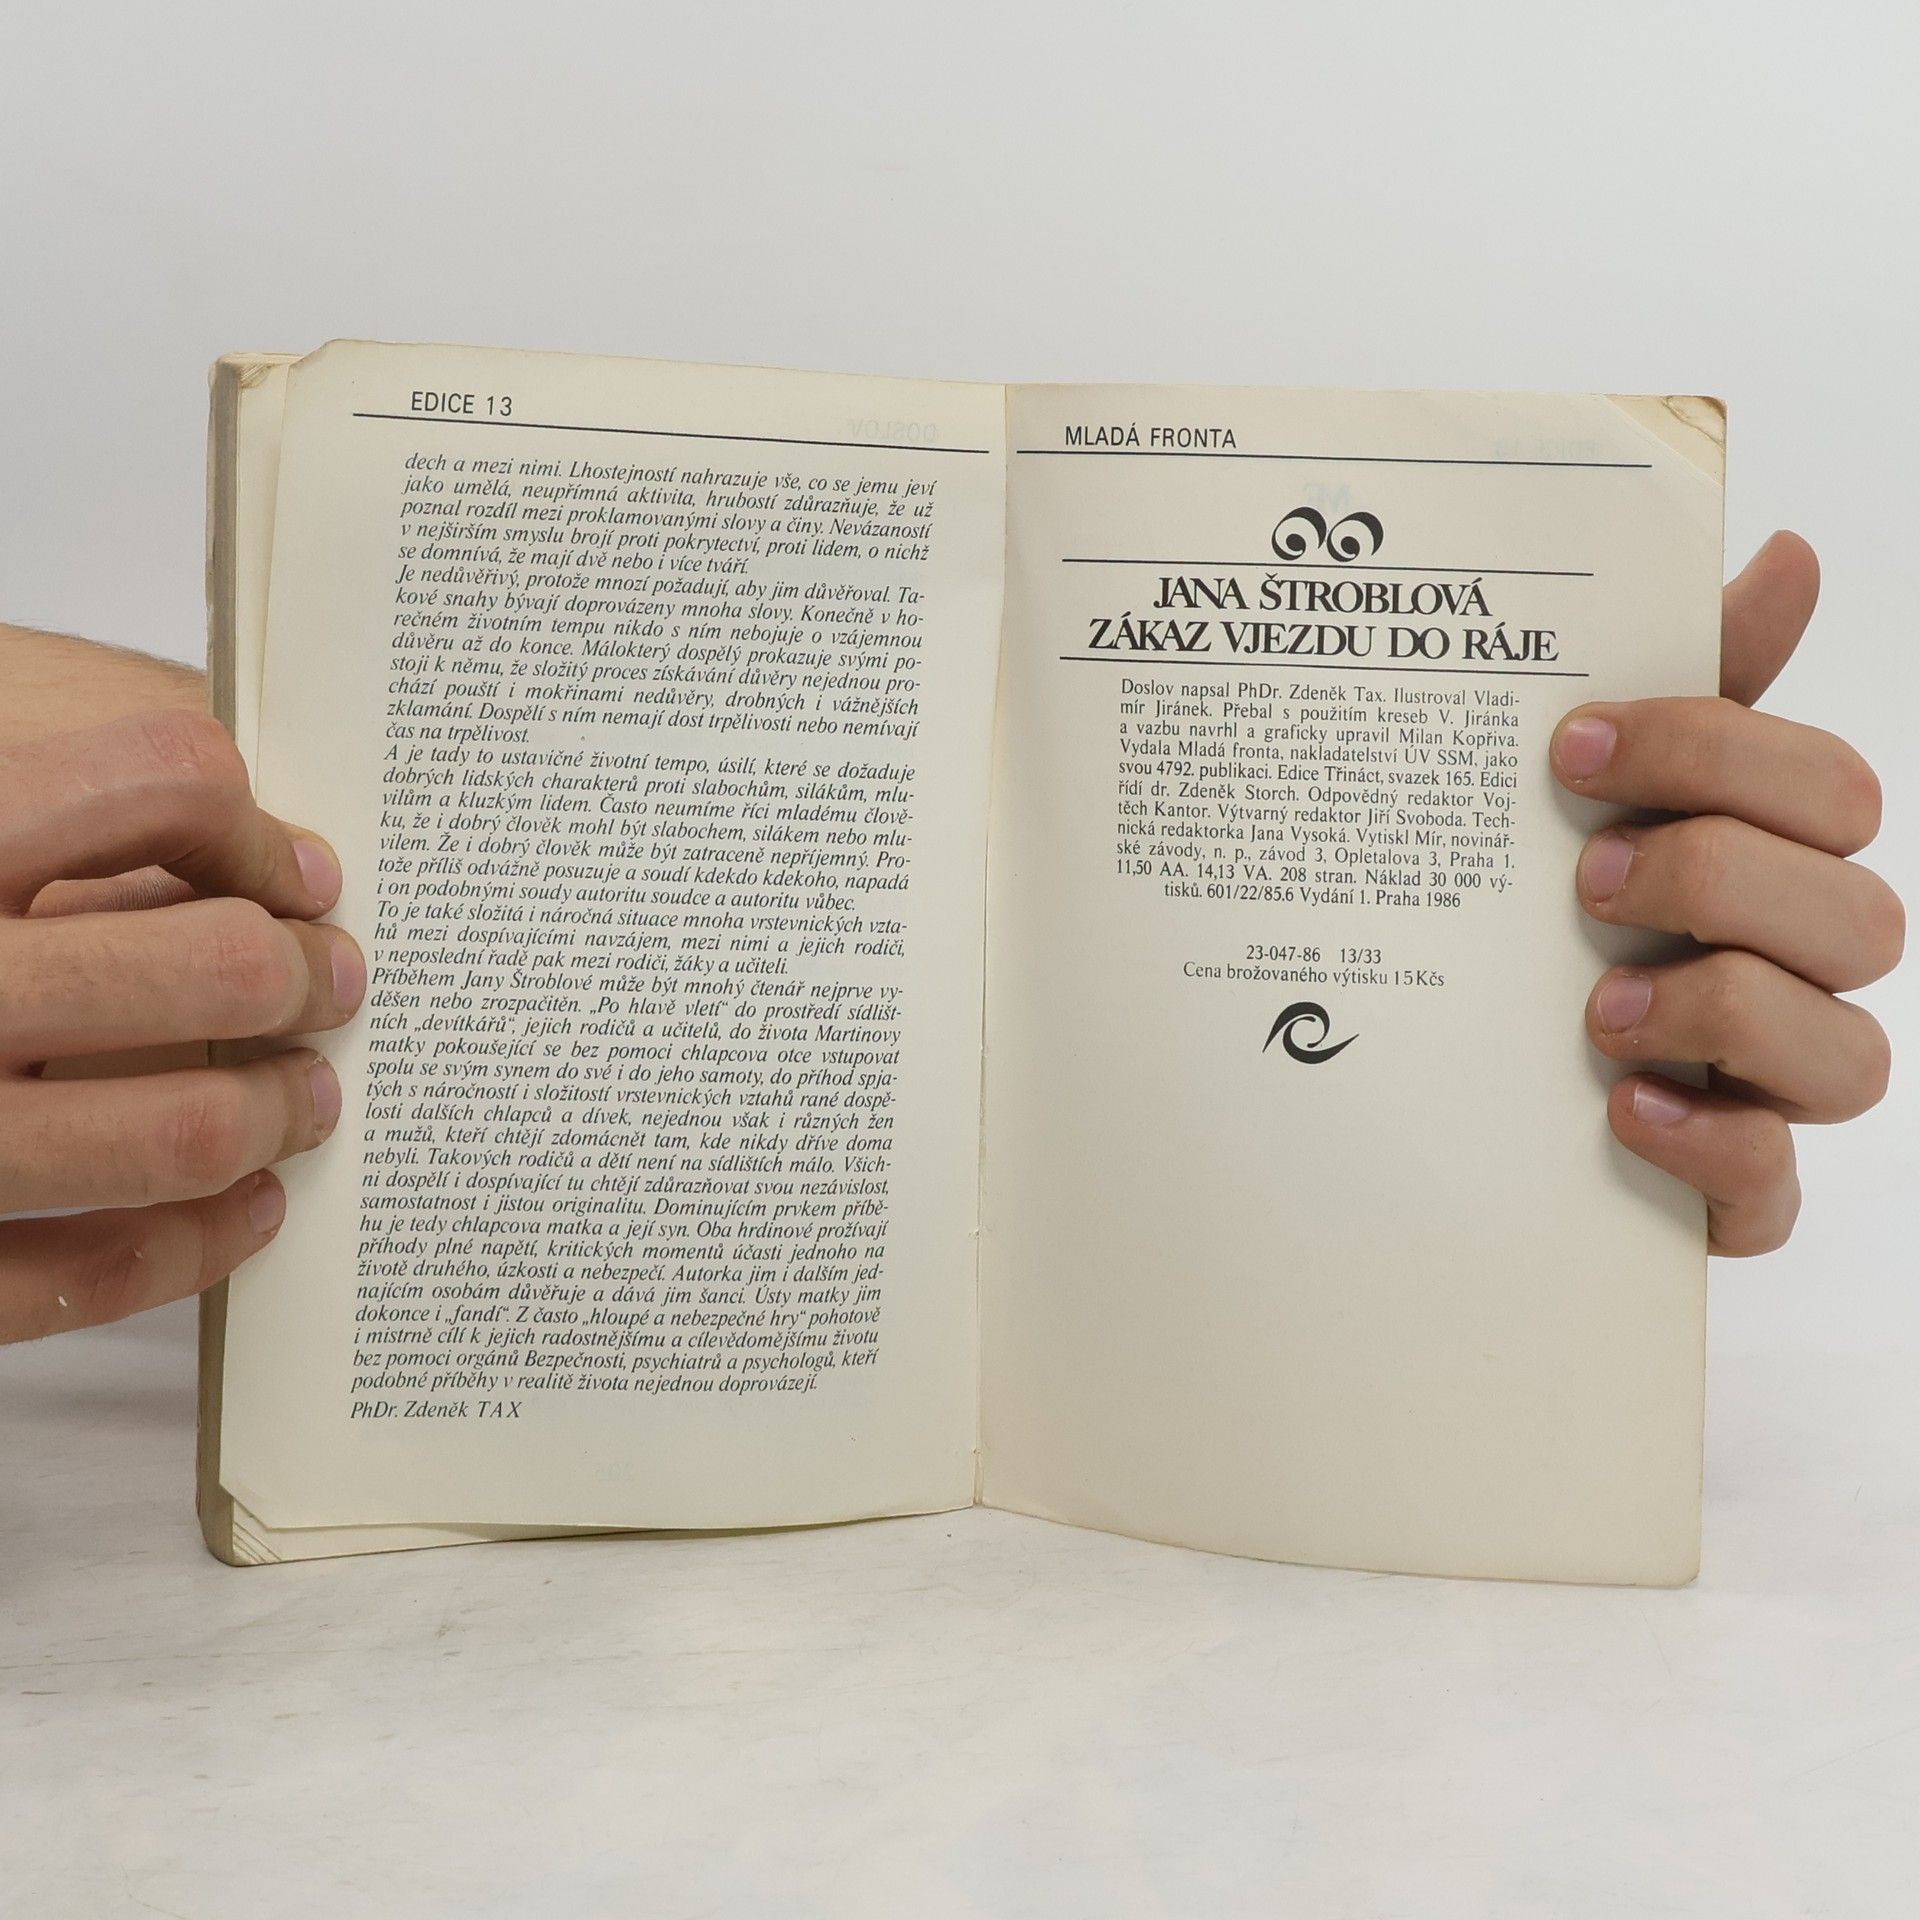 EDICE 13
dech a mezi nimi. Lhostejností nahrazuje vše, co se jemu jeví
jako umělá, neupřímná aktivita, hrubostí zdůrazňuje, že už
poznal rozdíl mezi proklamovanými slovy a činy. Nevázaností
v nejširším smyslu brojí proti pokrytectví, proti lidem, o nichž
se domnívá, že mají dvě nebo i více tváří.
Je nedůvěřivý, protože mnozí požadují, aby jim důvěřoval. Ta-
kové snahy bývají doprovázeny mnoha slovy. Konečně v ho-
rečném životním tempu nikdo s ním nebojuje o vzájemnou
důvěru až do konce. Málokterý dospělý prokazuje svými po-
stoji k němu, že složitý proces získávání důvěry nejednou pro-
chází pouští i mokřinami nedůvěry, drobných i vážnějších
zklamání. Dospělí s ním nemají dost trpělivosti nebo nemívají
čas na trpělivost.
A je tady to ustavičné životní tempo, úsilí, které se dožaduje
dobrých lidských charakterů proti slabochům, silákům, mlu-
vilům a kluzkým lidem. Často neumíme říci mladému člově-
ku, že i dobrý člověk mohl být slabochem, silákem nebo mlu-
vilem. Že i dobrý člověk může být zatraceně nepříjemný. Pro-
tože příliš odvážně posuzuje a soudí kdekdo kdekoho, napadá
i on podobnými soudy autoritu soudce a autoritu vůbec.
To je také složitá i náročná situace mnoha vrstevnických vzta-
hů mezi dospívajícími navzájem, mezi nimi a jejich rodiči,
v neposlední řadě pak mezi rodiči, žáky a učiteli.
Příběhem Jany Štroblové může být mnohý čtenář nejprve vy-
děšen nebo zrozpačitěn. „Po hlavě vletí“ do prostředí sídlišt-
ních „devítkářů“, jejich rodičů a učitelů, do života Martinovy
matky pokoušející se bez pomoci chlapcova otce vstupovat
spolu se svým synem do své i do jeho samoty, do příhod spja-
tých s náročností i složitostí vrstevnických vztahů rané dospě-
losti dalších chlapců a dívek, nejednou však i různých žen
a mužů, kteří chtějí zdomácnět tam, kde nikdy dříve doma
nebyli. Takových rodičů a dětí není na sídlištích málo. Všich-
ni dospělí i dospívající tu chtějí zdůrazňovat svou nezávislost,
samostatnost i jistou originalitu. Dominujícím prvkem příbě-
hu je tedy chlapcova matka a její syn. Oba hrdinové prožívají
příhody plné napětí, kritických momentů účasti jednoho na
životě druhého, úzkosti a nebezpečí. Autorka jim i dalším jed-
najícím osobám důvěřuje a dává jim šanci. Ústy matky jim
dokonce i „fandí“. Z často „hloupé a nebezpečné hry“ pohotově
i mistrně cílí k jejich radostnějšímu a cílevědomějšímu životu
bez pomoci orgánů Bezpečnosti, psychiatrů a psychologů, kteří
podobné příběhy v realitě života nejednou doprovázejí.
PhDr. Zdeněk TAX
MLADÁ FRONTA
JANA ŠTROBLOVÁ
ZÁKAZ VJEZDU DO RÁJE
Doslov napsal PhDr. Zdeněk Tax. Ilustroval Vladi-
mír Jiránek. Přebal s použitím kreseb V. Jiránka
a vazbu navrhl a graficky upravil Milan Kopřiva.
Vydala Mladá fronta, nakladatelství ÚV SSM, jako
svou 4792. publikaci. Edice Třináct, svazek 165. Edici
řídí dr. Zdeněk Storch. Odpovědný redaktor Voj-
těch Kantor. Výtvarný redaktor Jiří Svoboda. Tech-
nická redaktorka Jana Vysoká. Vytiskl Mír, novinář-
ské závody, n. p., závod 3, Opletalova 3, Praha 1.
11,50 AA. 14,13 VA. 208 stran. Náklad 30 000 vý-
tisků. 601/22/85.6 Vydání 1. Praha 1986
23-047-86 13/33
Cena brožovaného výtisku 15 Kčs